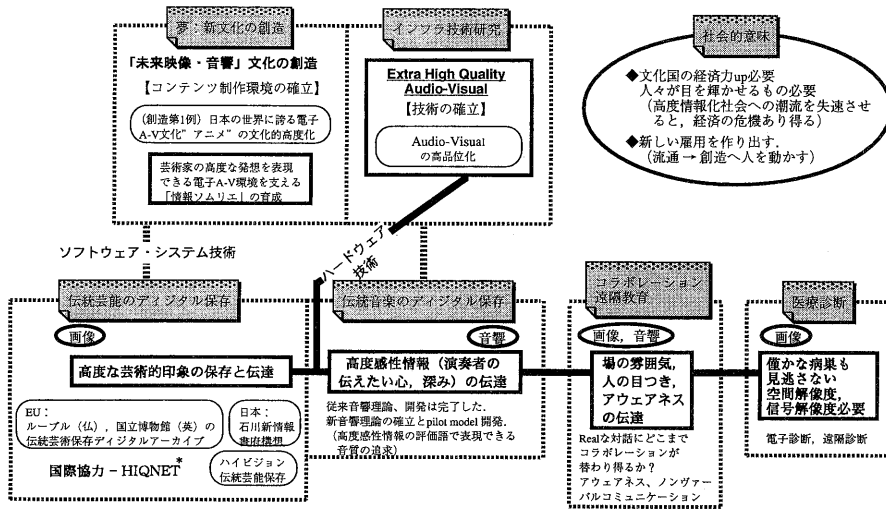 夢：新文化の創造
「未来映像・音響」文化の創造
【コンテンツ制作環境の確立】
（創造第1例）日本の世界に誇る電子
A-V文化”アニメ”の文化的高度化
芸術家の高度な発想を表現
できる電子A-V環境を支える
「情報ソムリエ」の育成
インフラ技術研究
Extra High Quality
Audio-Visual
【技術の確立】
Audio-Visual
の高品位化
社会的意味
◆文化国の経済力up必要
人々が目を輝かせるもの必要
（高度情報化社会への潮流を失速させ
ると，経済の危機あり得る）
◆新しい雇用を作り出す．
（流通→創造へ人を動かす）
ソフトウェア・システム技術
ハードウェア
技術
伝統芸能のディジタル保存
画像
高度な芸術的印象の保存と伝達
EU：
ルーブル（仏），国立博物館（英）の
伝統芸術保存ディジタルアーカイブ
日本：
石川新情報
書府構想
国際協力－HIQNET*
ハイビジョン
伝統芸能保存
伝統音楽のディジタル保存
音響
高度感性情報（演奏者の
伝えたい心，深み）の伝達
従来音響理論、開発は完了した．
新音響理論の確立とpilot model 開発．
（高度感性情報の評価語で表現できる
音質の追求）
コラボレーション
遠隔教育
画像，音響
場の雰囲気，
人の目つき，
アウェアネス
の伝達
Realな対話にどこまで
コラボレーションが
替わり得るか？
アウェアネス、ノンヴァー
バルコミュニケーション
医療診断
画像
僅かな病巣も
見逃さない
空間解像度，
信号解像度必要
電子診断，遠隔診断